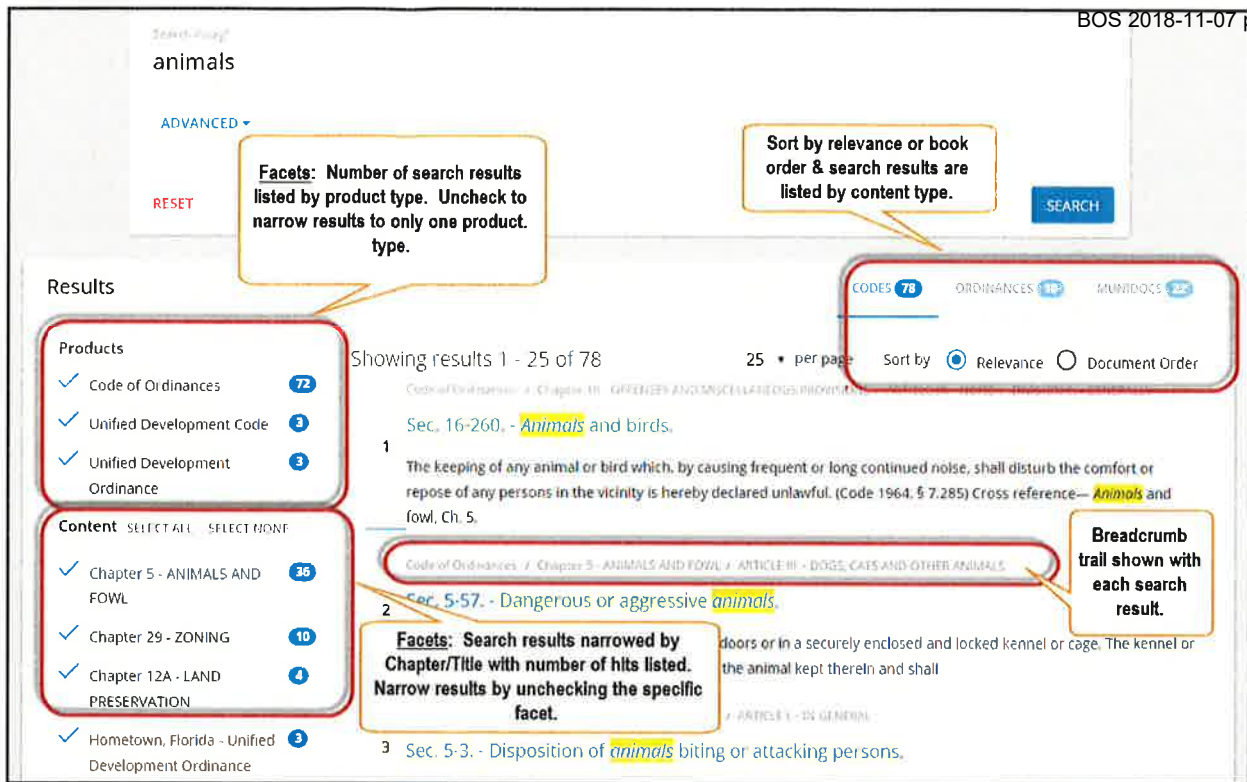 BOS 2018-11-07 p
animals
ADVANCED
Facets: Number of search results
listed by product type. Uncheck to
narrow results to only one product.
type.
Sort by relevance or book
order & search results are
listed by content type.
RESET
SEARCH
Results
CODES 78 ORDINANCES MUNIDOCS
Products
Showing results 1 - 25 of 78
25 per page
Sort by Relevance Document Order
Code of Ordinances 72
Unified Development Code 3
Unified Development
Ordinance
3
Sec. 16-260. - Animals and birds.
1
The keeping of any animal or bird which, by causing frequent or long continued noise, shall disturb the comfort or
repose of any persons in the vicinity is hereby declared unlawful. (Code 1964, § 7.285) Cross reference— Animals and
fowl, Ch. 5.
Content SELECT ALL SELECT NONE
Chapter 5 - ANIMALS AND
FOWL
36
Chapter 29 - ZONING 10
Chapter 12A - LAND
PRESERVATION
4
Hometown, Florida - Unified
Development Ordinance
3
Code of Ordinances / Chapter 5 - ANIMALS AND FOWL / ARTICLE III - DOGS, CATS AND OTHER ANIMALS
Breadcrumb
trail shown with
each search
result.
2
Sec. 5-57. - Dangerous or aggressive animals.
doors or in a securely enclosed and locked kennel or cage. The kennel or
the animal kept therein and shall
Facets: Search results narrowed by
Chapter/Title with number of hits listed.
Narrow results by unchecking the specific
facet.
/ ARTICLE I - IN GENERAL
3
Sec. 5-3. - Disposition of animals biting or attacking persons.